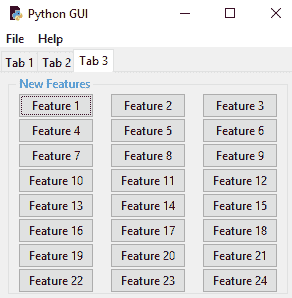 Python GUI
File Help
Tab 1 Tab 2 Tab 3
New Features
Feature 1 Feature 2 Feature 3
Feature 4 Feature 5 Feature 6
Feature 7 Feature 8 Feature 9
Feature 10 Feature 11 Feature 12
Feature 13 Feature 14 Feature 15
Feature 16 Feature 17 Feature 18
Feature 19 Feature 20 Feature 21
Feature 22 Feature 23 Feature 24